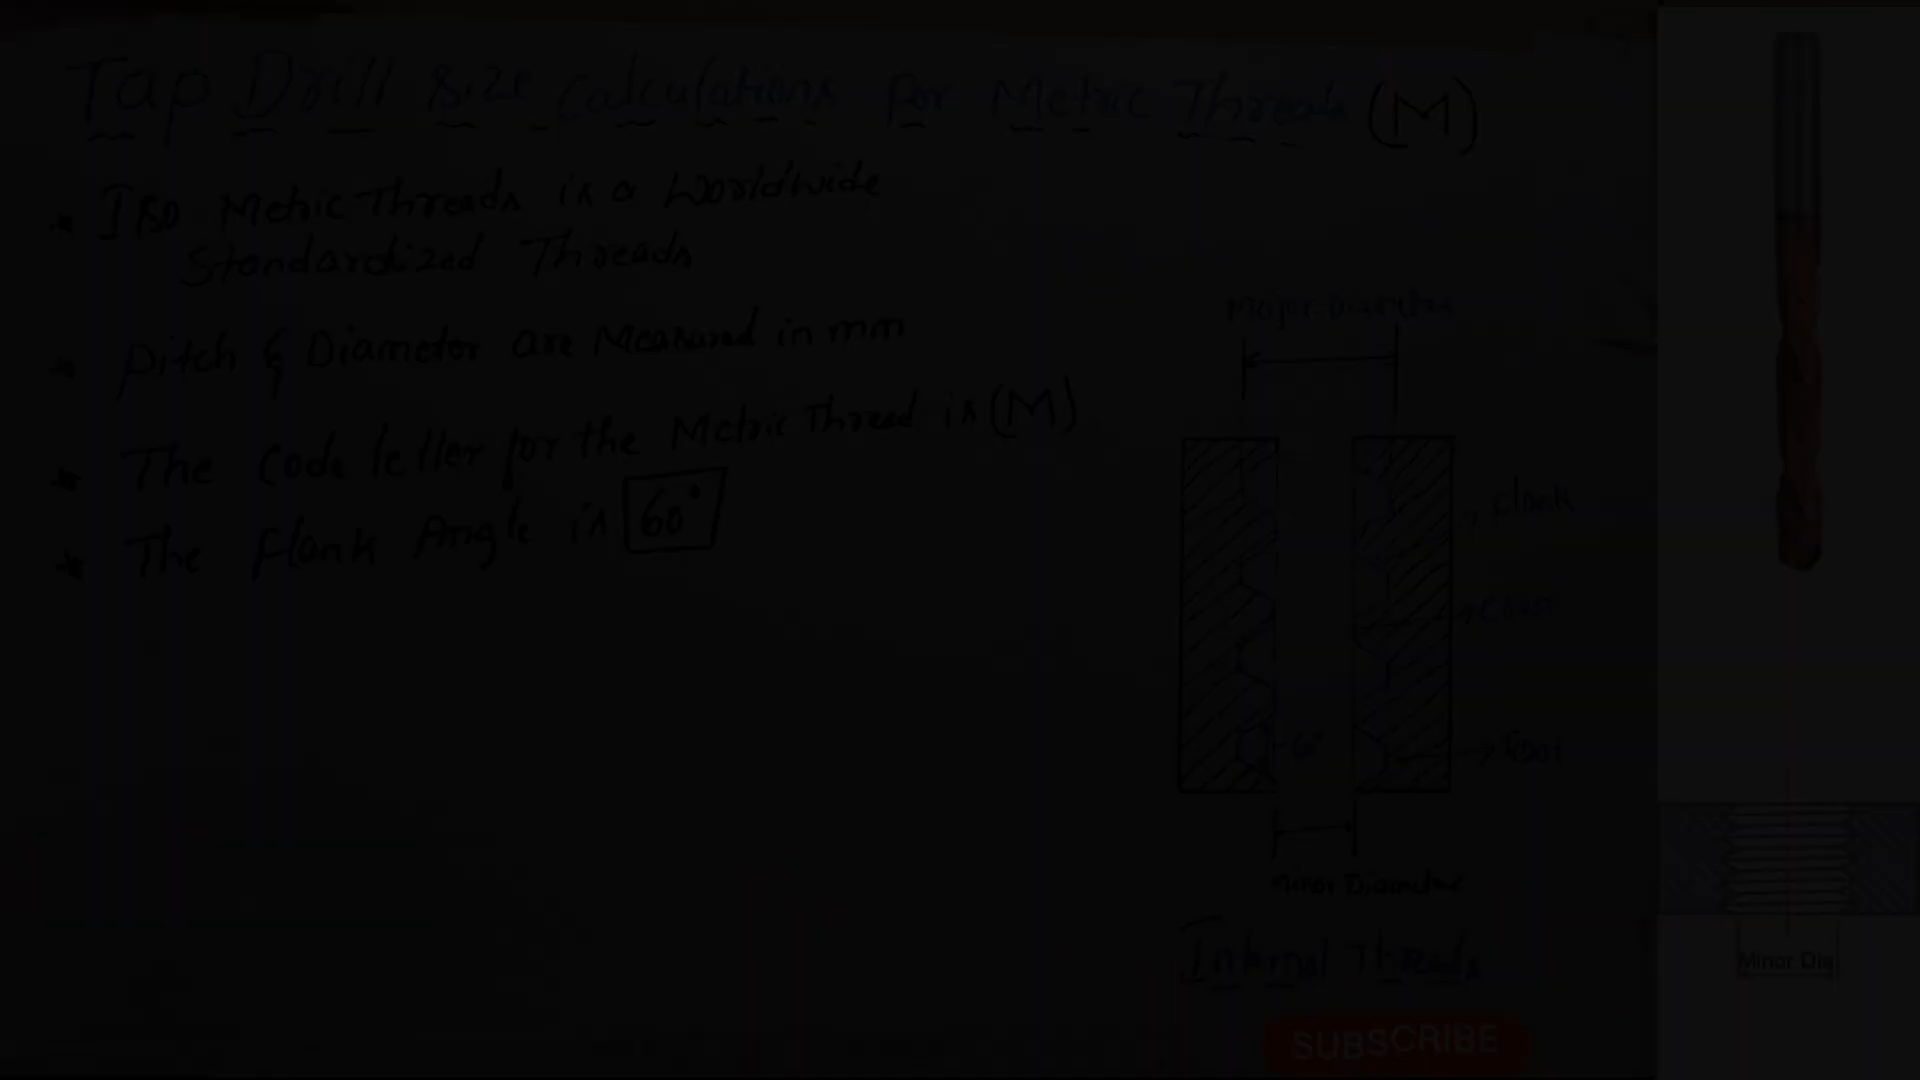 Tap Drill Size Calculations for Metric Threads (M)
ISO Metric Threads is a Worldwide
Standardized Threads
Pitch & Diameter are Measured in mm
The Code letter for the Metric Thread is (M)
The flank Angle is 60°
Major Diameter
flank
Crest
60°
Root
Minor Diameter
Internal Threads
Minor Dia
SUBSCRIBE